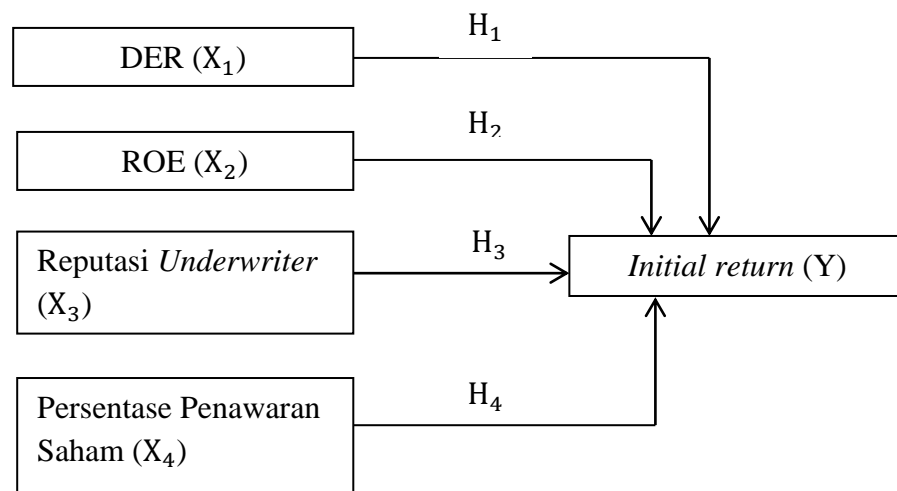 H₁
DER (X₁)
H₂
ROE (X₂)
H₃
Reputasi Underwriter
(X₃)
Initial return (Y)
H₄
Persentase Penawaran
Saham (X₄)